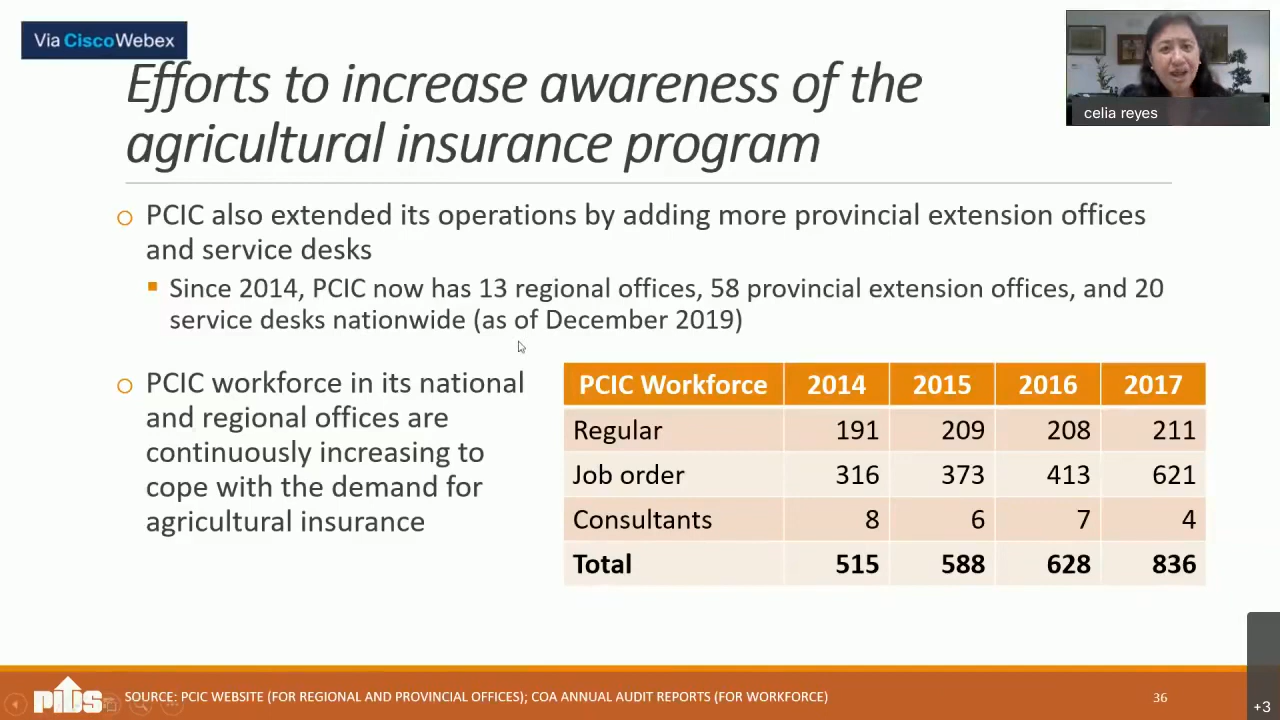 Via CiscoWebex
Efforts to increase awareness of the
agricultural insurance program
celia reyes
o PCIC also extended its operations by adding more provincial extension offices
and service desks
▪ Since 2014, PCIC now has 13 regional offices, 58 provincial extension offices, and 20
service desks nationwide (as of December 2019)
o PCIC workforce in its national
and regional offices are
continuously increasing to
cope with the demand for
agricultural insurance
PCIC Workforce 2014 2015 2016 2017
Regular 191 209 208 211
Job order 316 373 413 621
Consultants 8 6 7 4
Total 515 588 628 836
pids
SOURCE: PCIC WEBSITE (FOR REGIONAL AND PROVINCIAL OFFICES); COA ANNUAL AUDIT REPORTS (FOR WORKFORCE)
36
+3